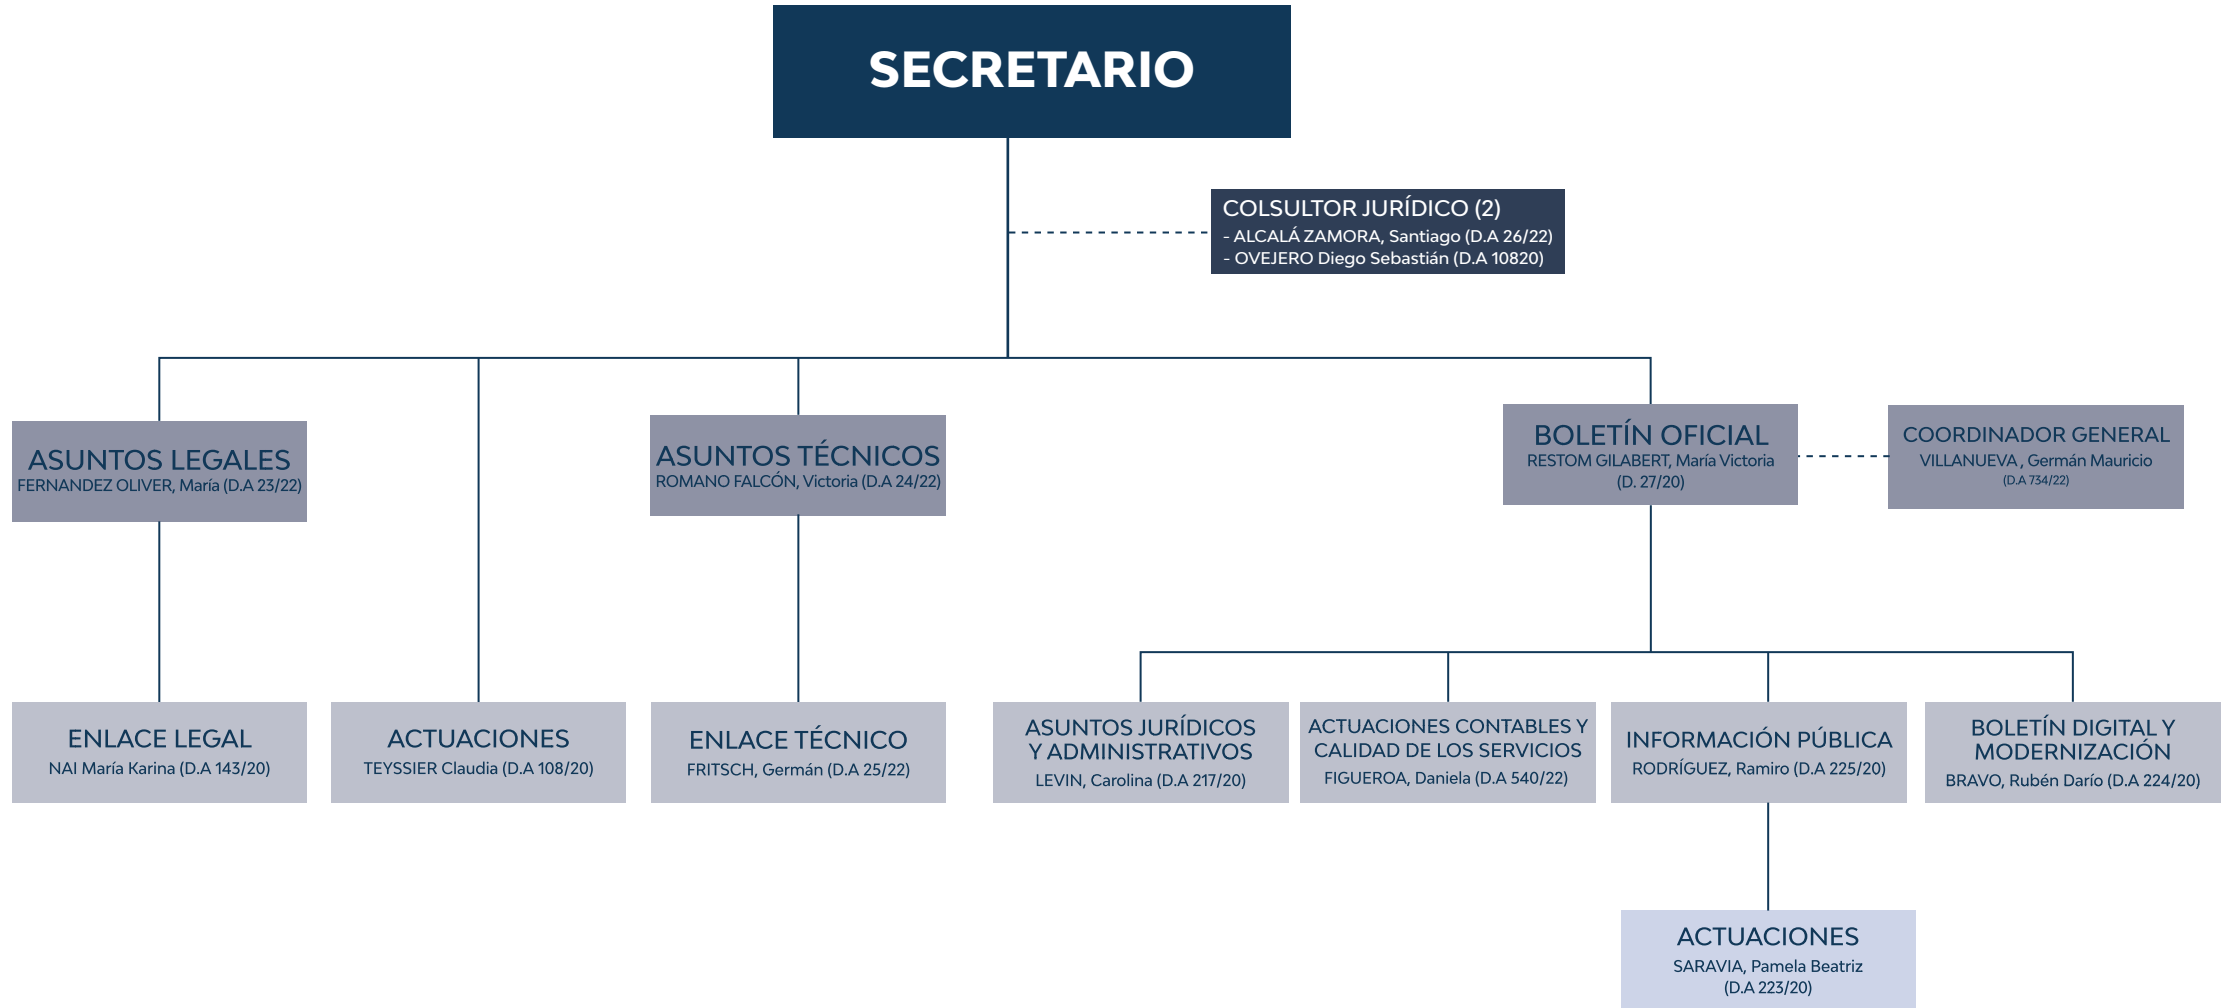 SECRETARIO
COLSULTOR JURÍDICO (2)
- ALCALÁ ZAMORA, Santiago (D.A 26/22)
- OVEJERO Diego Sebastián (D.A 10820)
ASUNTOS LEGALES
FERNANDEZ OLIVER, María (D.A 23/22)
ASUNTOS TÉCNICOS
ROMANO FALCÓN, Victoria (D.A 24/22)
BOLETÍN OFICIAL
RESTOM GILABERT, María Victoria
(D. 27/20)
COORDINADOR GENERAL
VILLANUEVA , Germán Mauricio
(D.A 734/22)
ENLACE LEGAL
NAI María Karina (D.A 143/20)
ACTUACIONES
TEYSSIER Claudia (D.A 108/20)
ENLACE TÉCNICO
FRITSCH, Germán (D.A 25/22)
ASUNTOS JURÍDICOS
Y ADMINISTRATIVOS
LEVIN, Carolina (D.A 217/20)
ACTUACIONES CONTABLES Y
CALIDAD DE LOS SERVICIOS
FIGUEROA, Daniela (D.A 540/22)
INFORMACIÓN PÚBLICA
RODRÍGUEZ, Ramiro (D.A 225/20)
BOLETÍN DIGITAL Y
MODERNIZACIÓN
BRAVO, Rubén Darío (D.A 224/20)
ACTUACIONES
SARAVIA, Pamela Beatriz
(D.A 223/20)